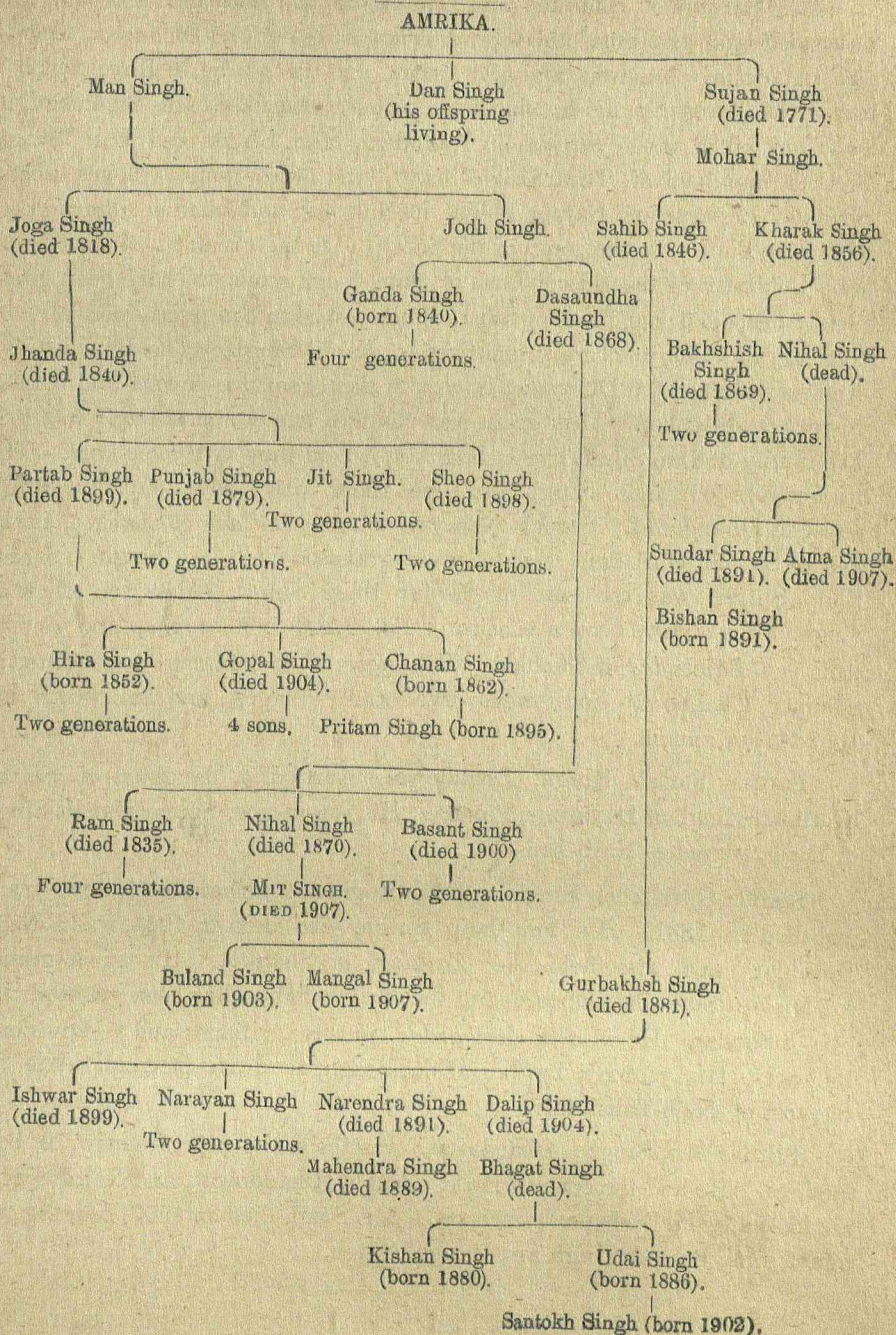 AMRIKA.
Man Singh.
Dan Singh
(his offspring
living).
Sujan Singh
(died 1771).
Mohar Singh.
Joga Singh
(died 1818).
Jodh Singh.
Sahib Singh
(died 1846).
Kharak Singh
(died 1856).
Ganda Singh
(born 1840).
Four generations.
Dasaundha
Singh
(died 1868).
Jhanda Singh
(died 1840).
Bakhshish
Singh
(died 1869).
Two generations.
Nihal Singh
(dead).
Partab Singh
(died 1899).
Punjab Singh
(died 1879).
Two generations.
Jit Singh.
Two generations.
Sheo Singh
(died 1898).
Two generations.
Sundar Singh
(died 1891).
Atma Singh
(died 1907).
Bishan Singh
(born 1891).
Hira Singh
(born 1852).
Two generations.
Gopal Singh
(died 1904).
4 sons.
Chanan Singh
(born 1862).
Pritam Singh (born 1895).
Ram Singh
(died 1835).
Four generations.
Nihal Singh
(died 1870).
MIT SINGH.
(DIED 1907).
Basant Singh
(died 1900)
Two generations.
Buland Singh
(born 1903).
Mangal Singh
(born 1907).
Gurbakhsh Singh
(died 1881).
Ishwar Singh
(died 1899).
Narayan Singh
Two generations.
Narendra Singh
(died 1891).
Mahendra Singh
(died 1889).
Dalip Singh
(died 1904).
Bhagat Singh
(dead).
Kishan Singh
(born 1880).
Udai Singh
(born 1886).
Santokh Singh (born 1902).